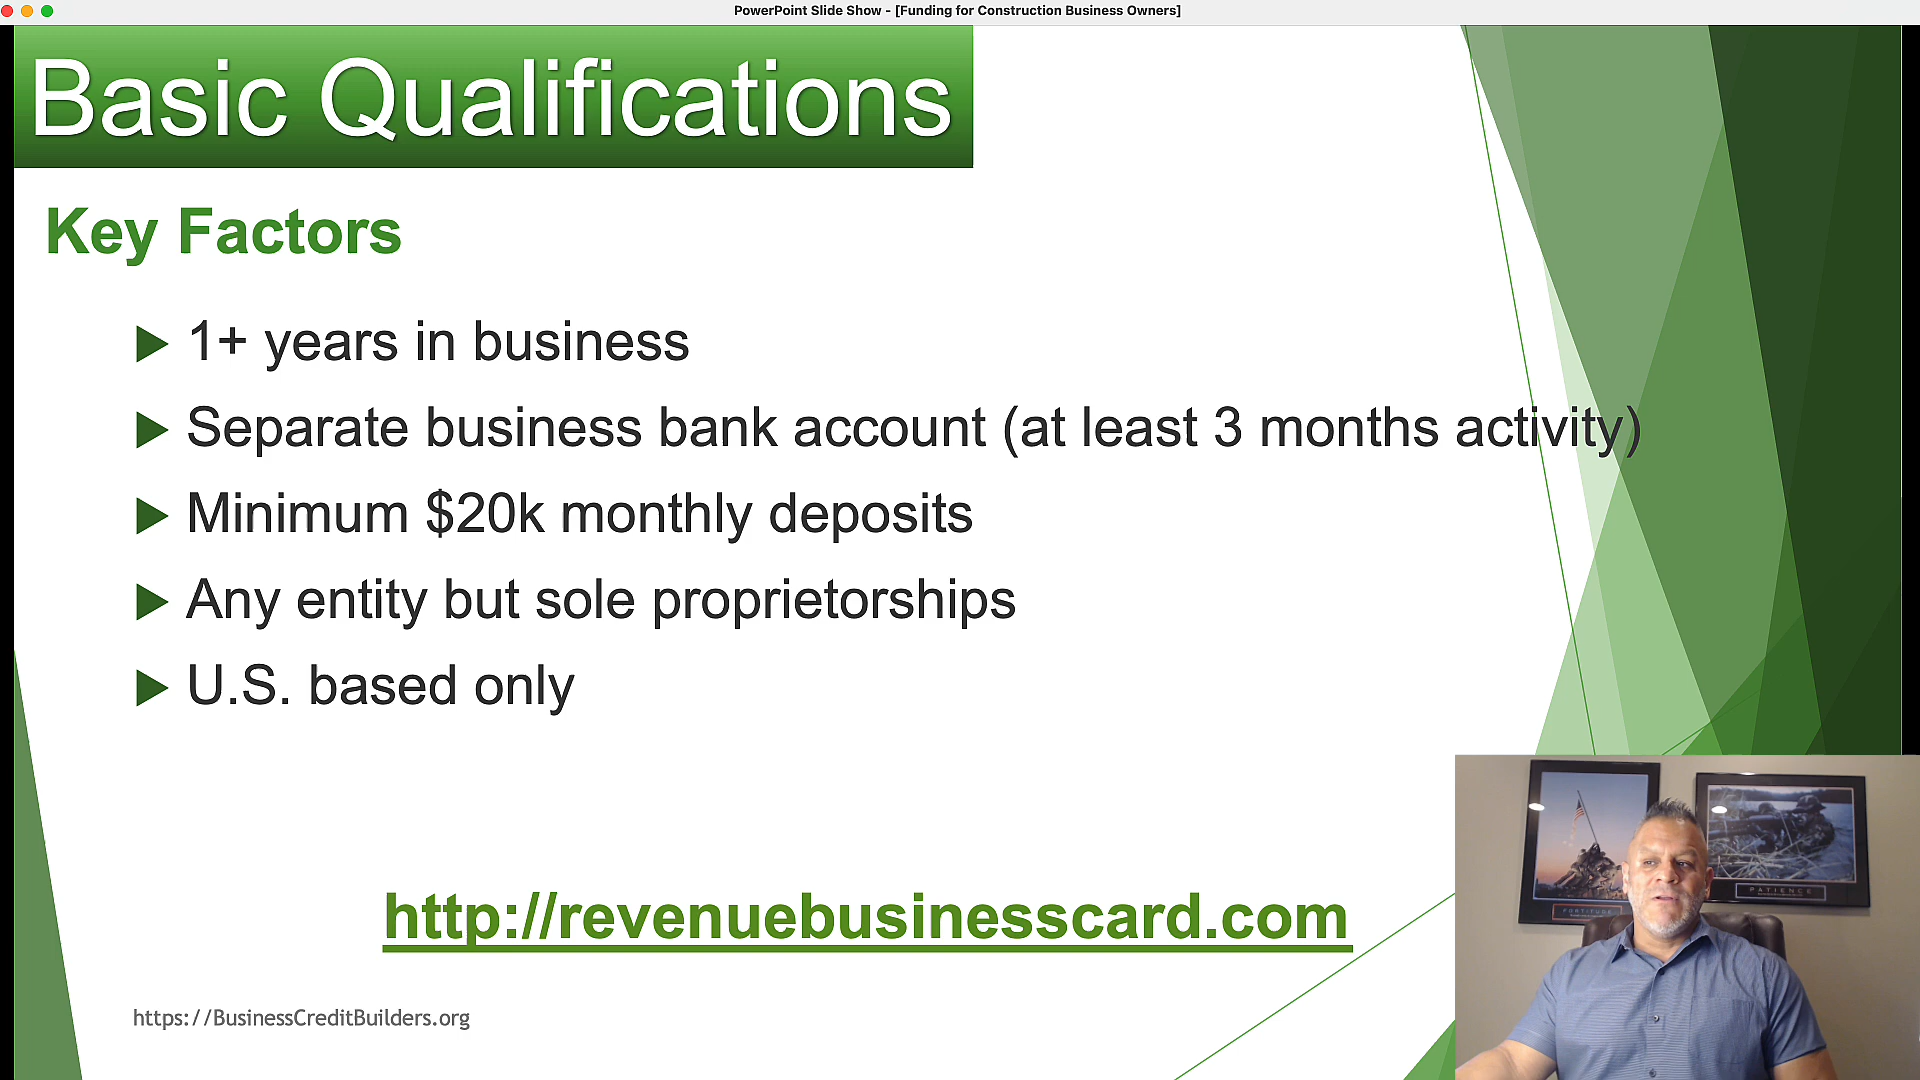 PowerPoint Slide Show - [Funding for Construction Business Owners]
Basic Qualifications
Key Factors
1+ years in business
Separate business bank account (at least 3 months activity)
Minimum $20k monthly deposits
Any entity but sole proprietorships
U.S. based only
http://revenuebusinesscard.com
https://BusinessCreditBuilders.org
FORTITUDE
PATIENCE